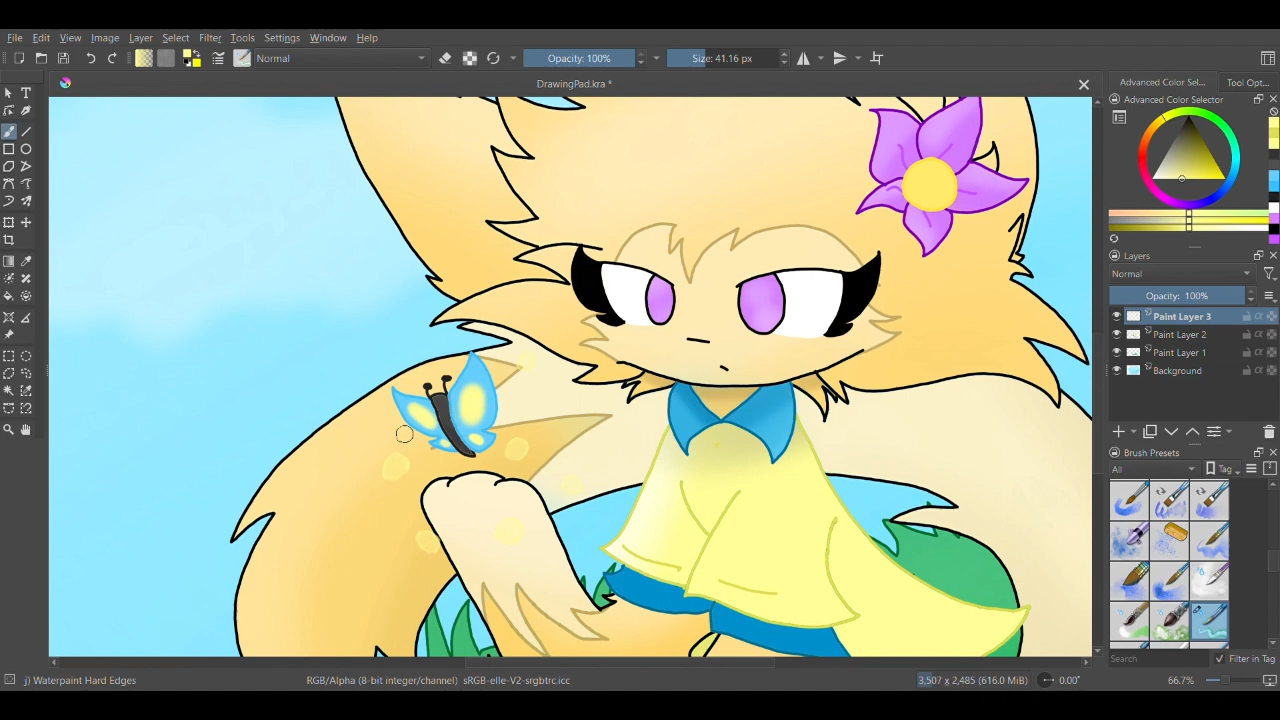 File Edit View Image Layer Select Filter Tools Settings Window Help
Normal Opacity: 100% Size: 41.16 px
DrawingPad.kra *
Advanced Color Sel... Tool Opt...
Advanced Color Selector
Layers
Normal
Opacity: 100%
Paint Layer 3
Paint Layer 2
Paint Layer 1
Background
Brush Presets
All Tag
Search Filter in Tag
j) Waterpaint Hard Edges RGB/Alpha (8-bit integer/channel) sRGB-elle-V2-srgbtrc.icc 3,507 x 2,485 (616.0 MiB) 0.00° 66.7%